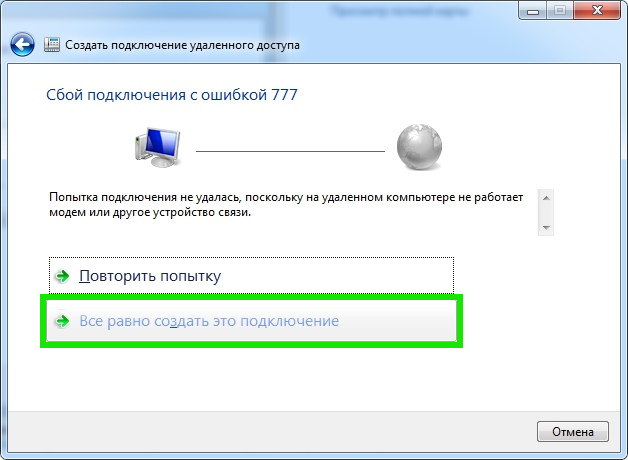 Просмотр полной карты
Создать подключение удаленного доступа
Сбой подключения с ошибкой 777
Попытка подключения не удалась, поскольку на удаленном компьютере не работает
модем или другое устройство связи.
Повторить попытку
Все равно создать это подключение
Отмена